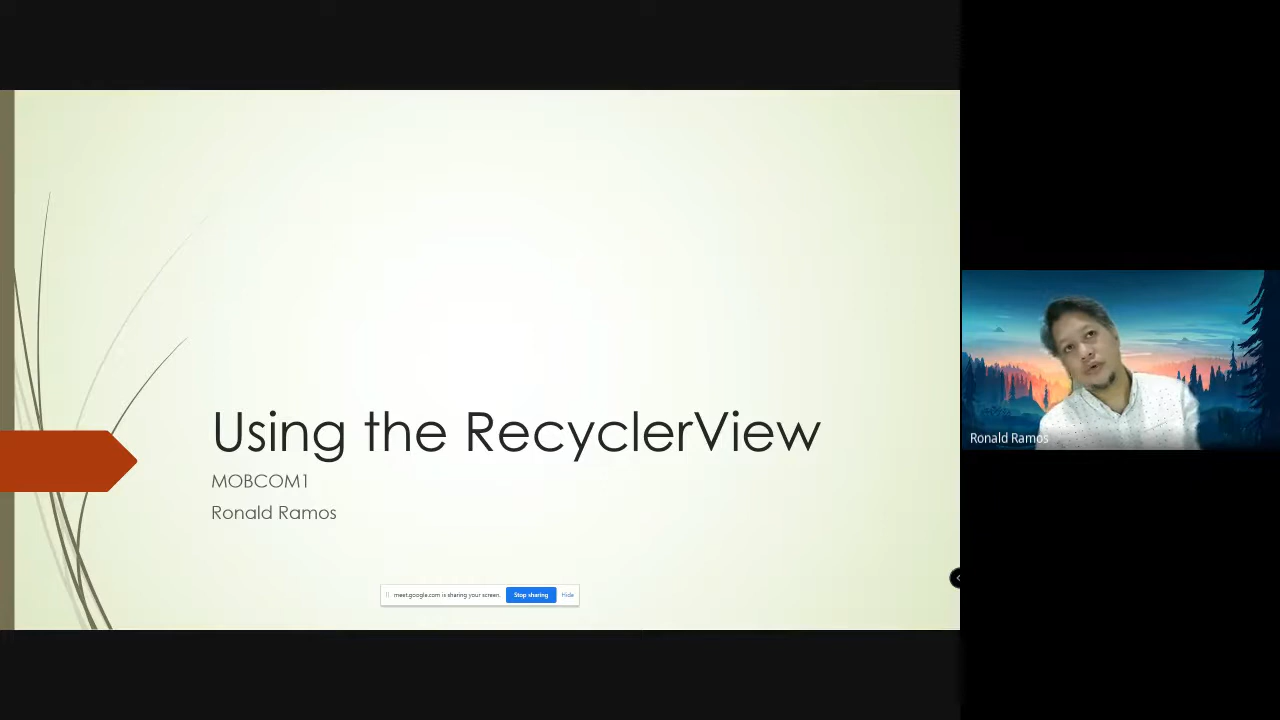 Using the RecyclerView
MOBCOM1
Ronald Ramos
meet.google.com is sharing your screen. Stop sharing Hide
Ronald Ramos